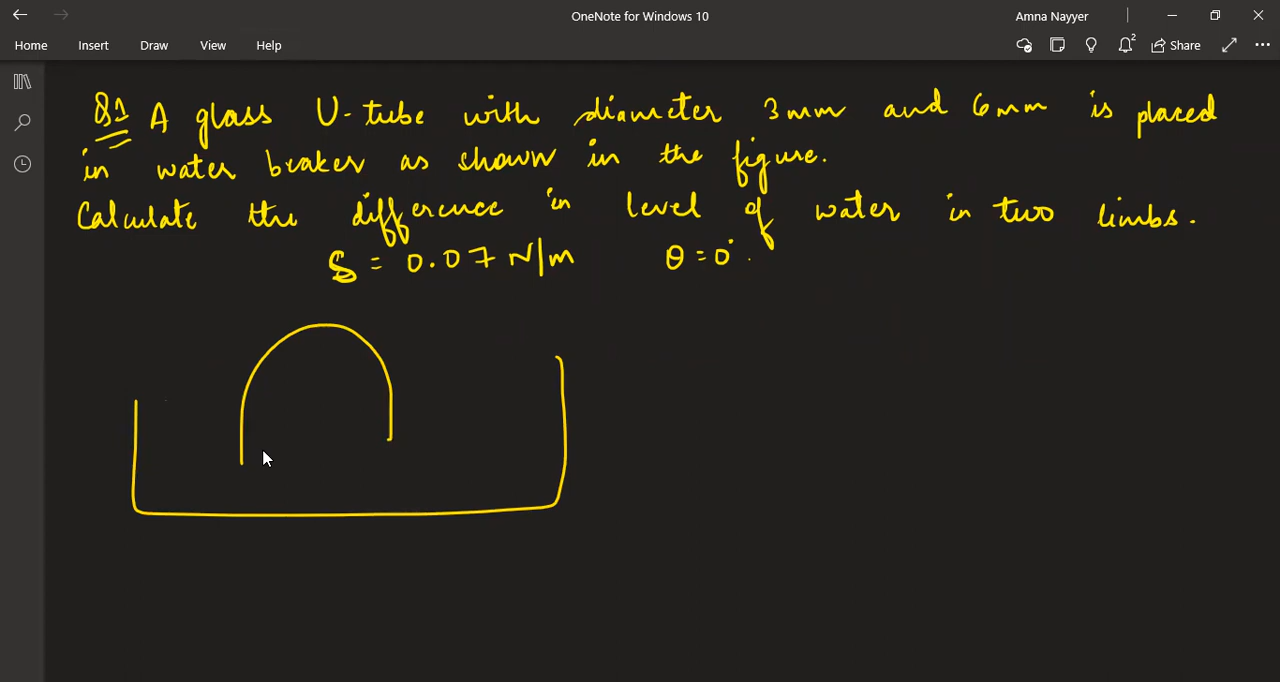 OneNote for Windows 10
Amna Nayyer
Home Insert Draw View Help
2
Share
Q1 A glass U-tube with diameter 3mm and 6mm is placed
in water beaker as shown in the figure.
Calculate the difference in level of water in two limbs.
S = 0.07 N/m θ = 0°.